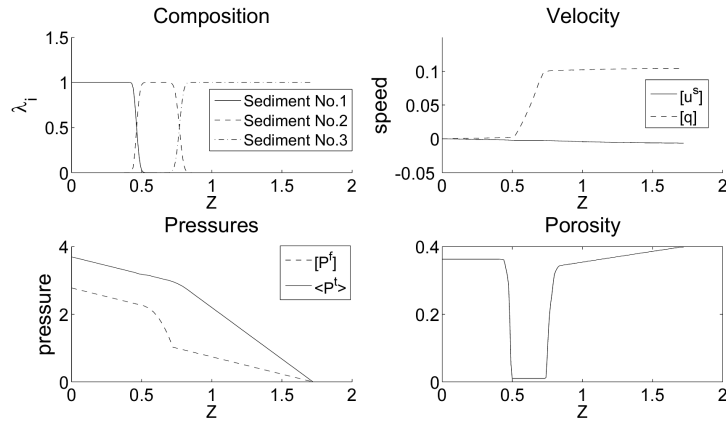 Composition
1.5
1
0.5
0
λi
Sediment No.1
Sediment No.2
Sediment No.3
0 0.5 1 1.5 2
Z
Velocity
0.1
0.05
0
-0.05
speed
[u^s]
[q]
0 0.5 1 1.5 2
Z
Pressures
4
2
0
pressure
[P^f]
<P^t>
0 0.5 1 1.5 2
Z
Porosity
0.4
0.2
0
0 0.5 1 1.5 2
Z